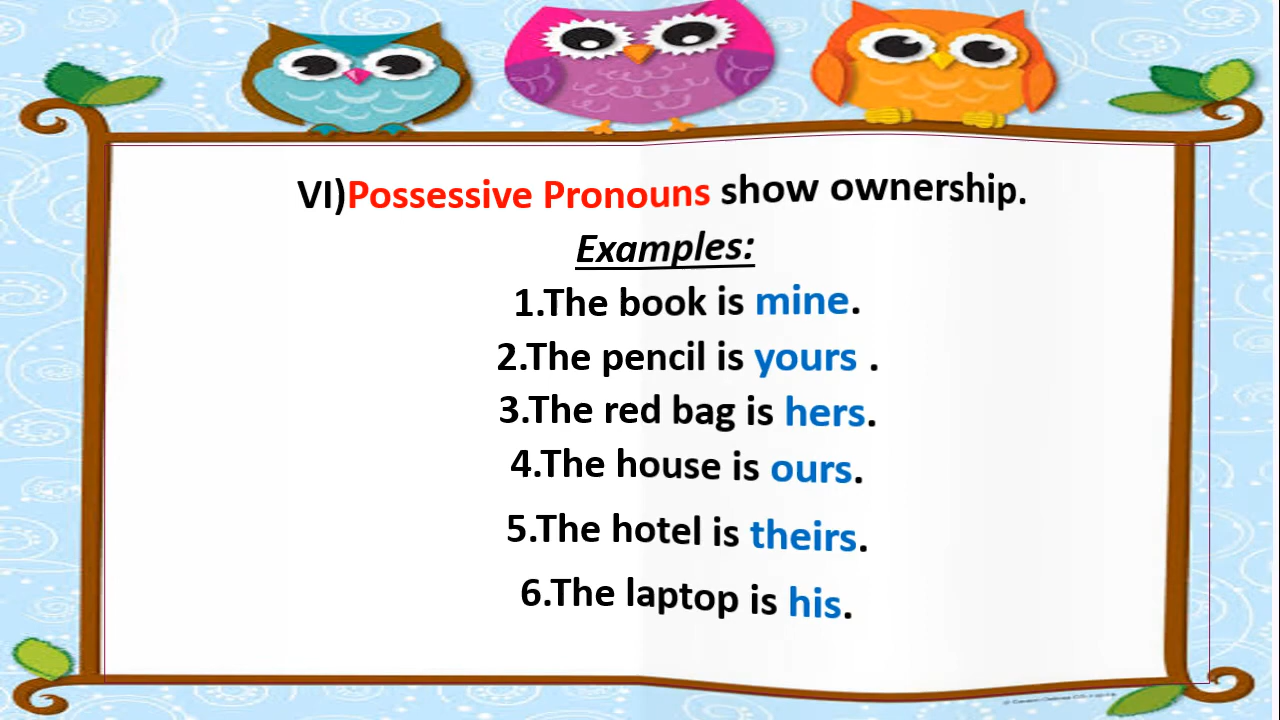 VI)Possessive Pronouns show ownership.
Examples:
1.The book is mine.
2.The pencil is yours .
3.The red bag is hers.
4.The house is ours.
5.The hotel is theirs.
6.The laptop is his.